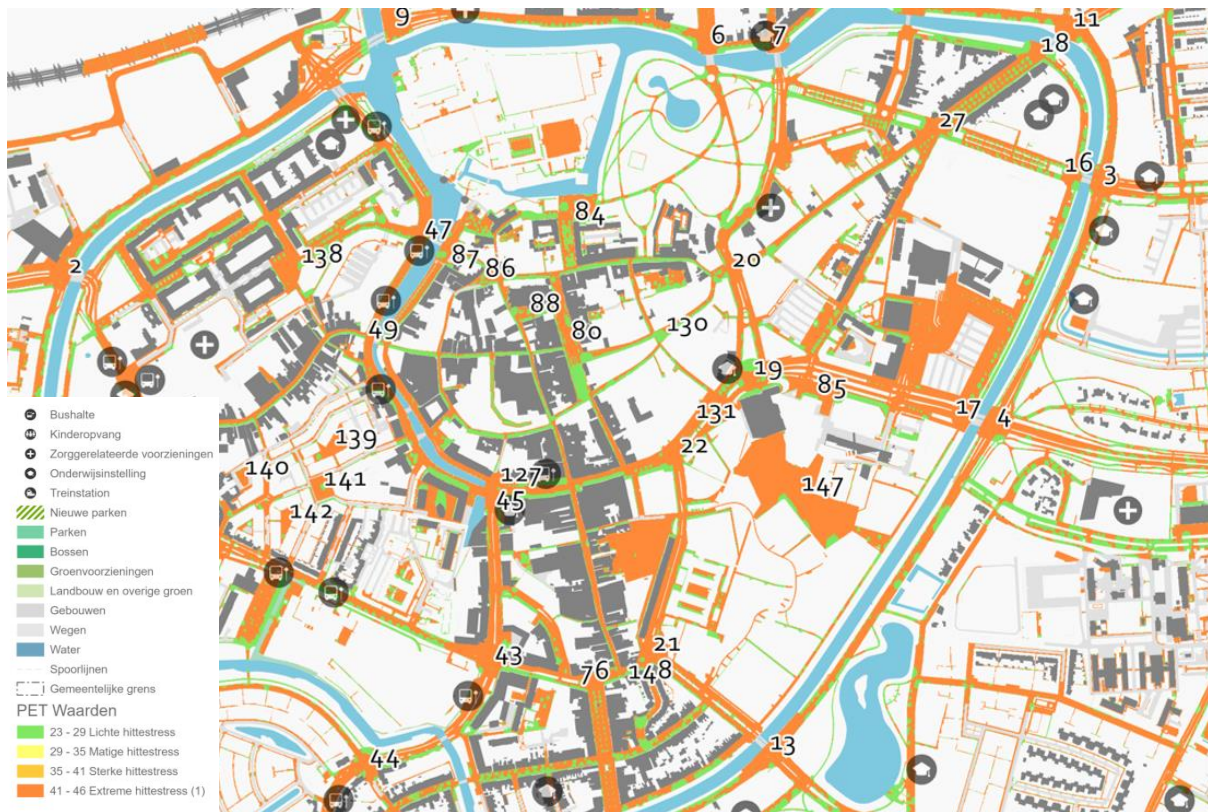 9
6
7
11
18
27
16
3
84
47
87
86
2
138
20
88
80
130
49
19
85
131
17
4
22
139
140
141
127
45
147
142
21
43
76
148
13
44
Bushalte
Kinderopvang
Zorggerelateerde voorzieningen
Onderwijsinstelling
Treinstation
Nieuwe parken
Parken
Bossen
Groenvoorzieningen
Landbouw en overige groen
Gebouwen
Wegen
Water
Spoorlijnen
Gemeentelijke grens
PET Waarden
23 - 29 Lichte hittestress
29 - 35 Matige hittestress
35 - 41 Sterke hittestress
41 - 46 Extreme hittestress (1)